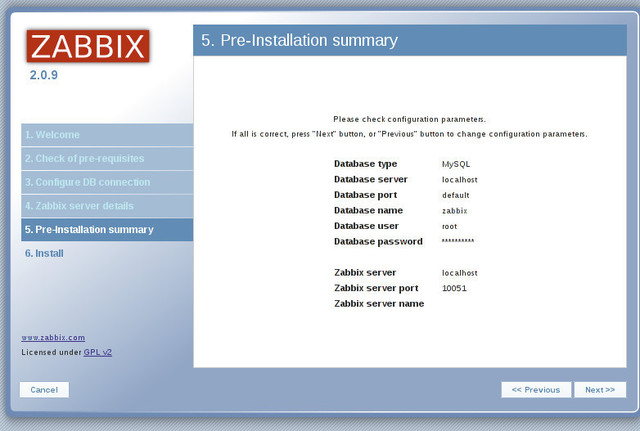 ZABBIX
2.0.9
1. Welcome
2. Check of pre-requisites
3. Configure DB connection
4. Zabbix server details
5. Pre-Installation summary
6. Install
www.zabbix.com
Licensed under GPL v2
5. Pre-Installation summary
Please check configuration parameters.
If all is correct, press "Next" button, or "Previous" button to change configuration parameters.
Database type MySQL
Database server localhost
Database port default
Database name zabbix
Database user root
Database password **********
Zabbix server localhost
Zabbix server port 10051
Zabbix server name
Cancel
<< Previous Next >>